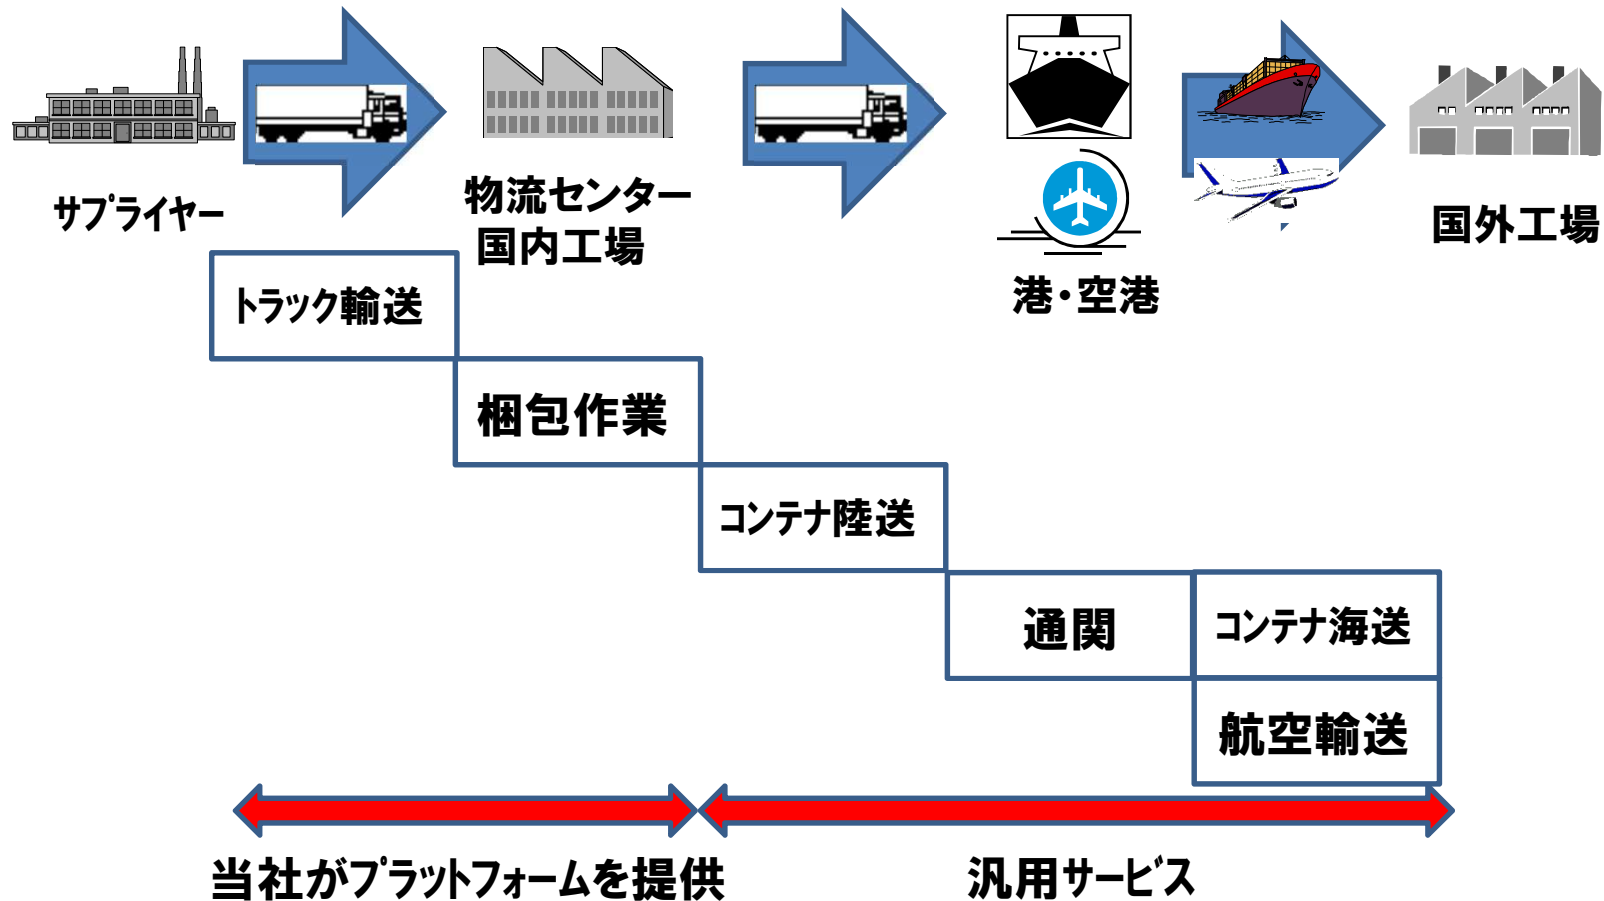 サプライヤー
物流センター
国内工場
港・空港
国外工場
トラック輸送
梱包作業
コンテナ陸送
通関
コンテナ海送
航空輸送
当社がプラットフォームを提供
汎用サービス